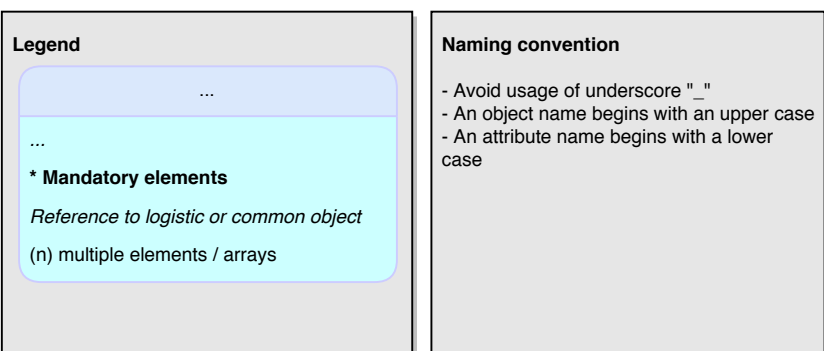 Legend
...
...
* Mandatory elements
Reference to logistic or common object
(n) multiple elements / arrays
Naming convention
- Avoid usage of underscore "_"
- An object name begins with an upper case
- An attribute name begins with a lower
case